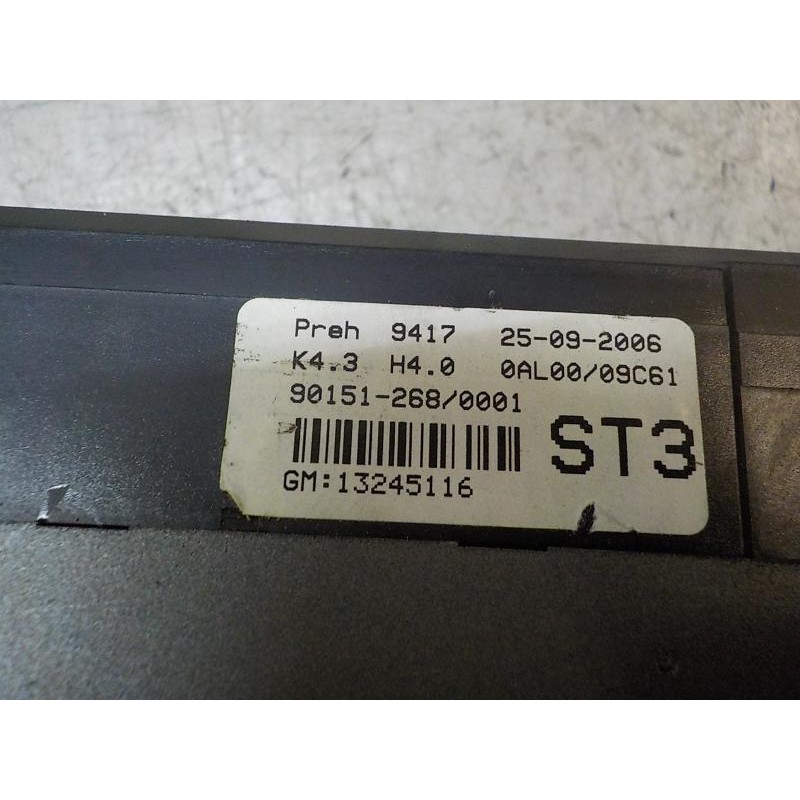 Preh 9417 25-09-2006
K4.3 H4.0 0AL00/09C61
90151-268/0001
ST3
GM:13245116